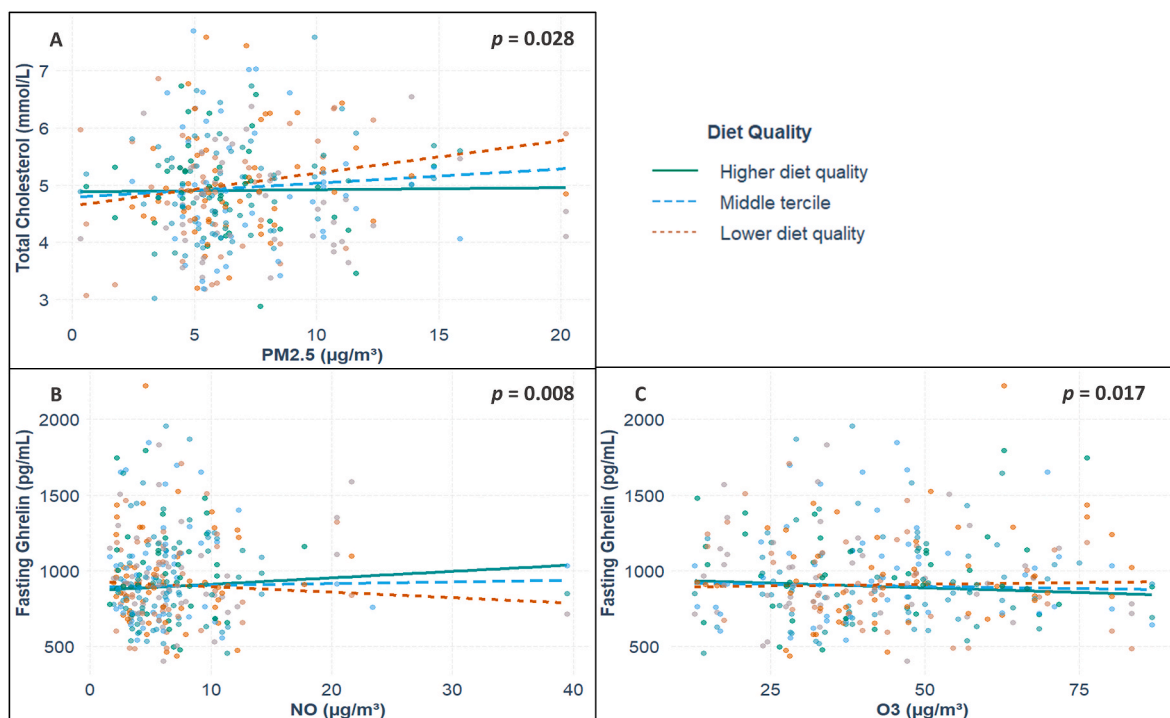 A
p = 0.028
Total Cholesterol (mmol/L)
7
6
5
4
3
0
5
10
15
20
PM2.5 (µg/m³)
Diet Quality
Higher diet quality
Middle tercile
Lower diet quality
B
p = 0.008
Fasting Ghrelin (pg/mL)
2000
1500
1000
500
0
10
20
30
40
NO (µg/m³)
C
p = 0.017
Fasting Ghrelin (pg/mL)
2000
1500
1000
500
25
50
75
O3 (µg/m³)